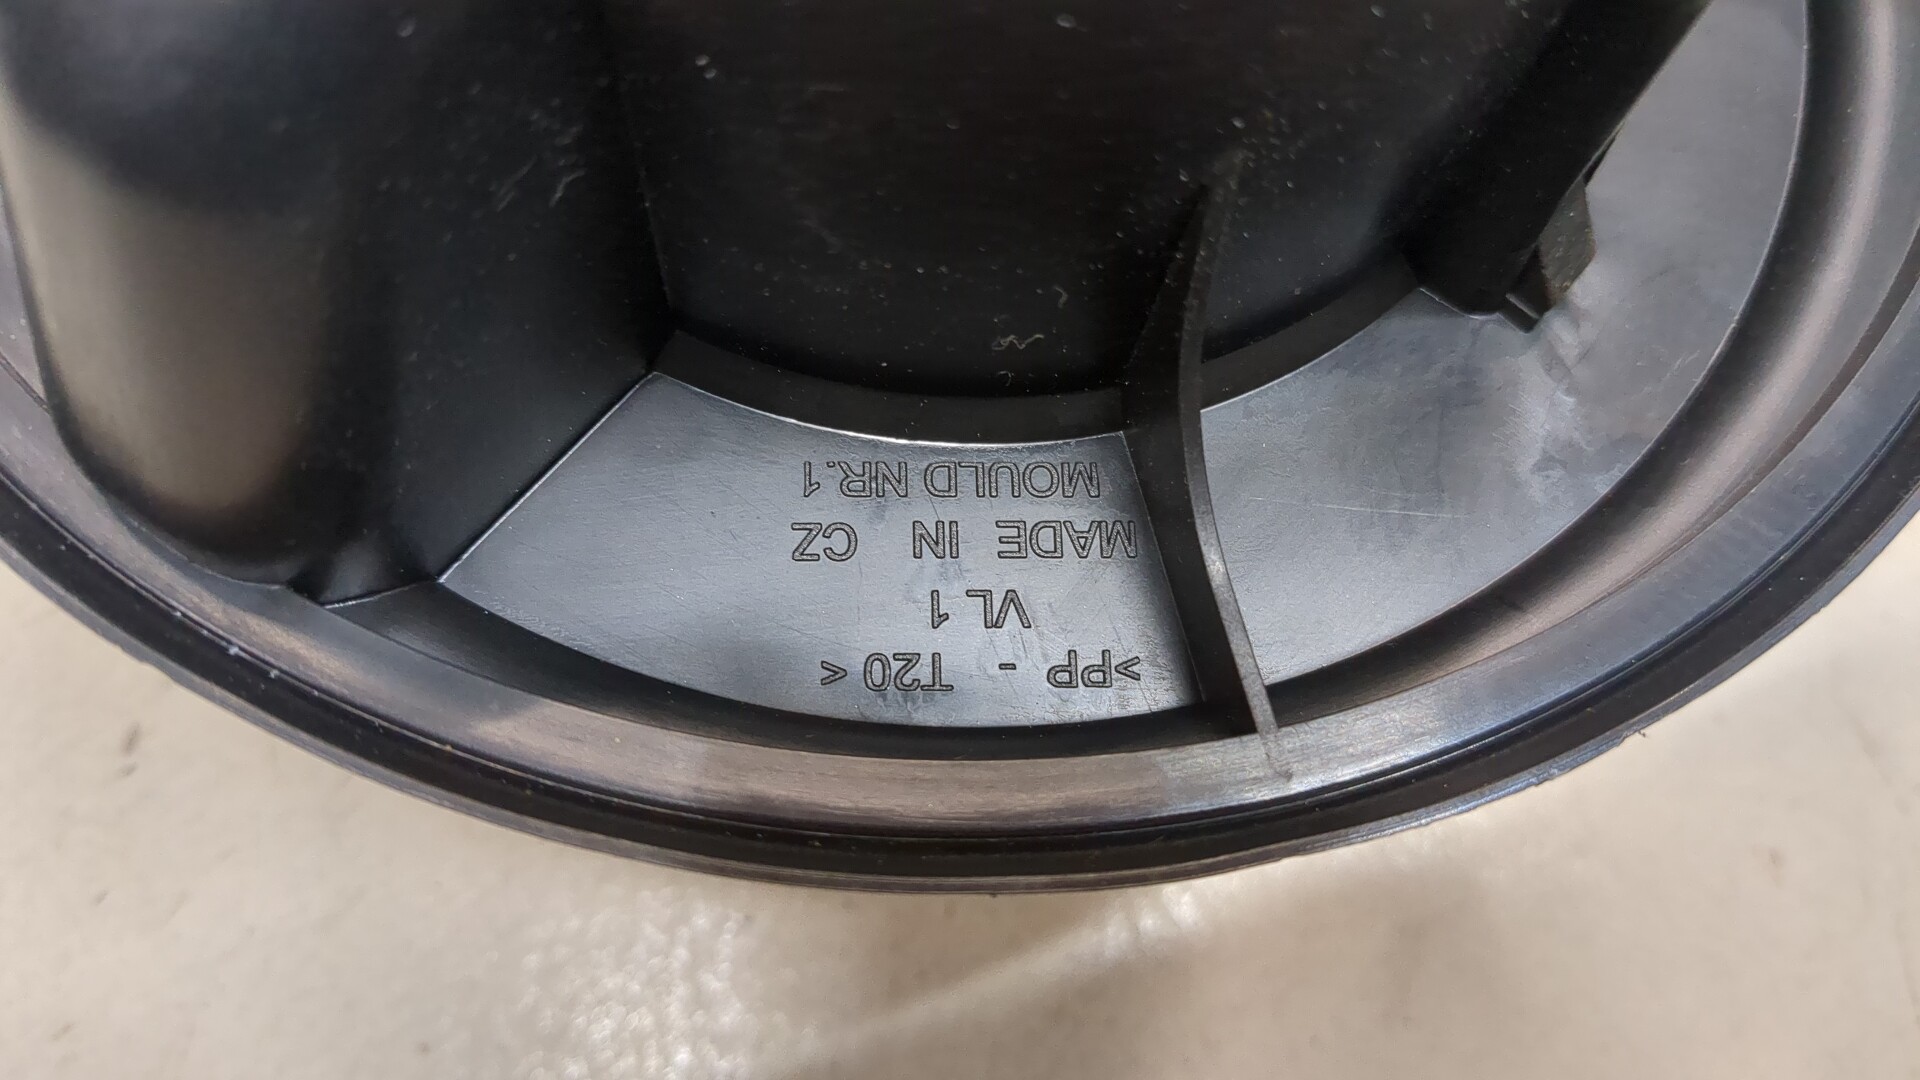 >PP - T20<
VL 1
MADE IN CZ
MOULD NR.1